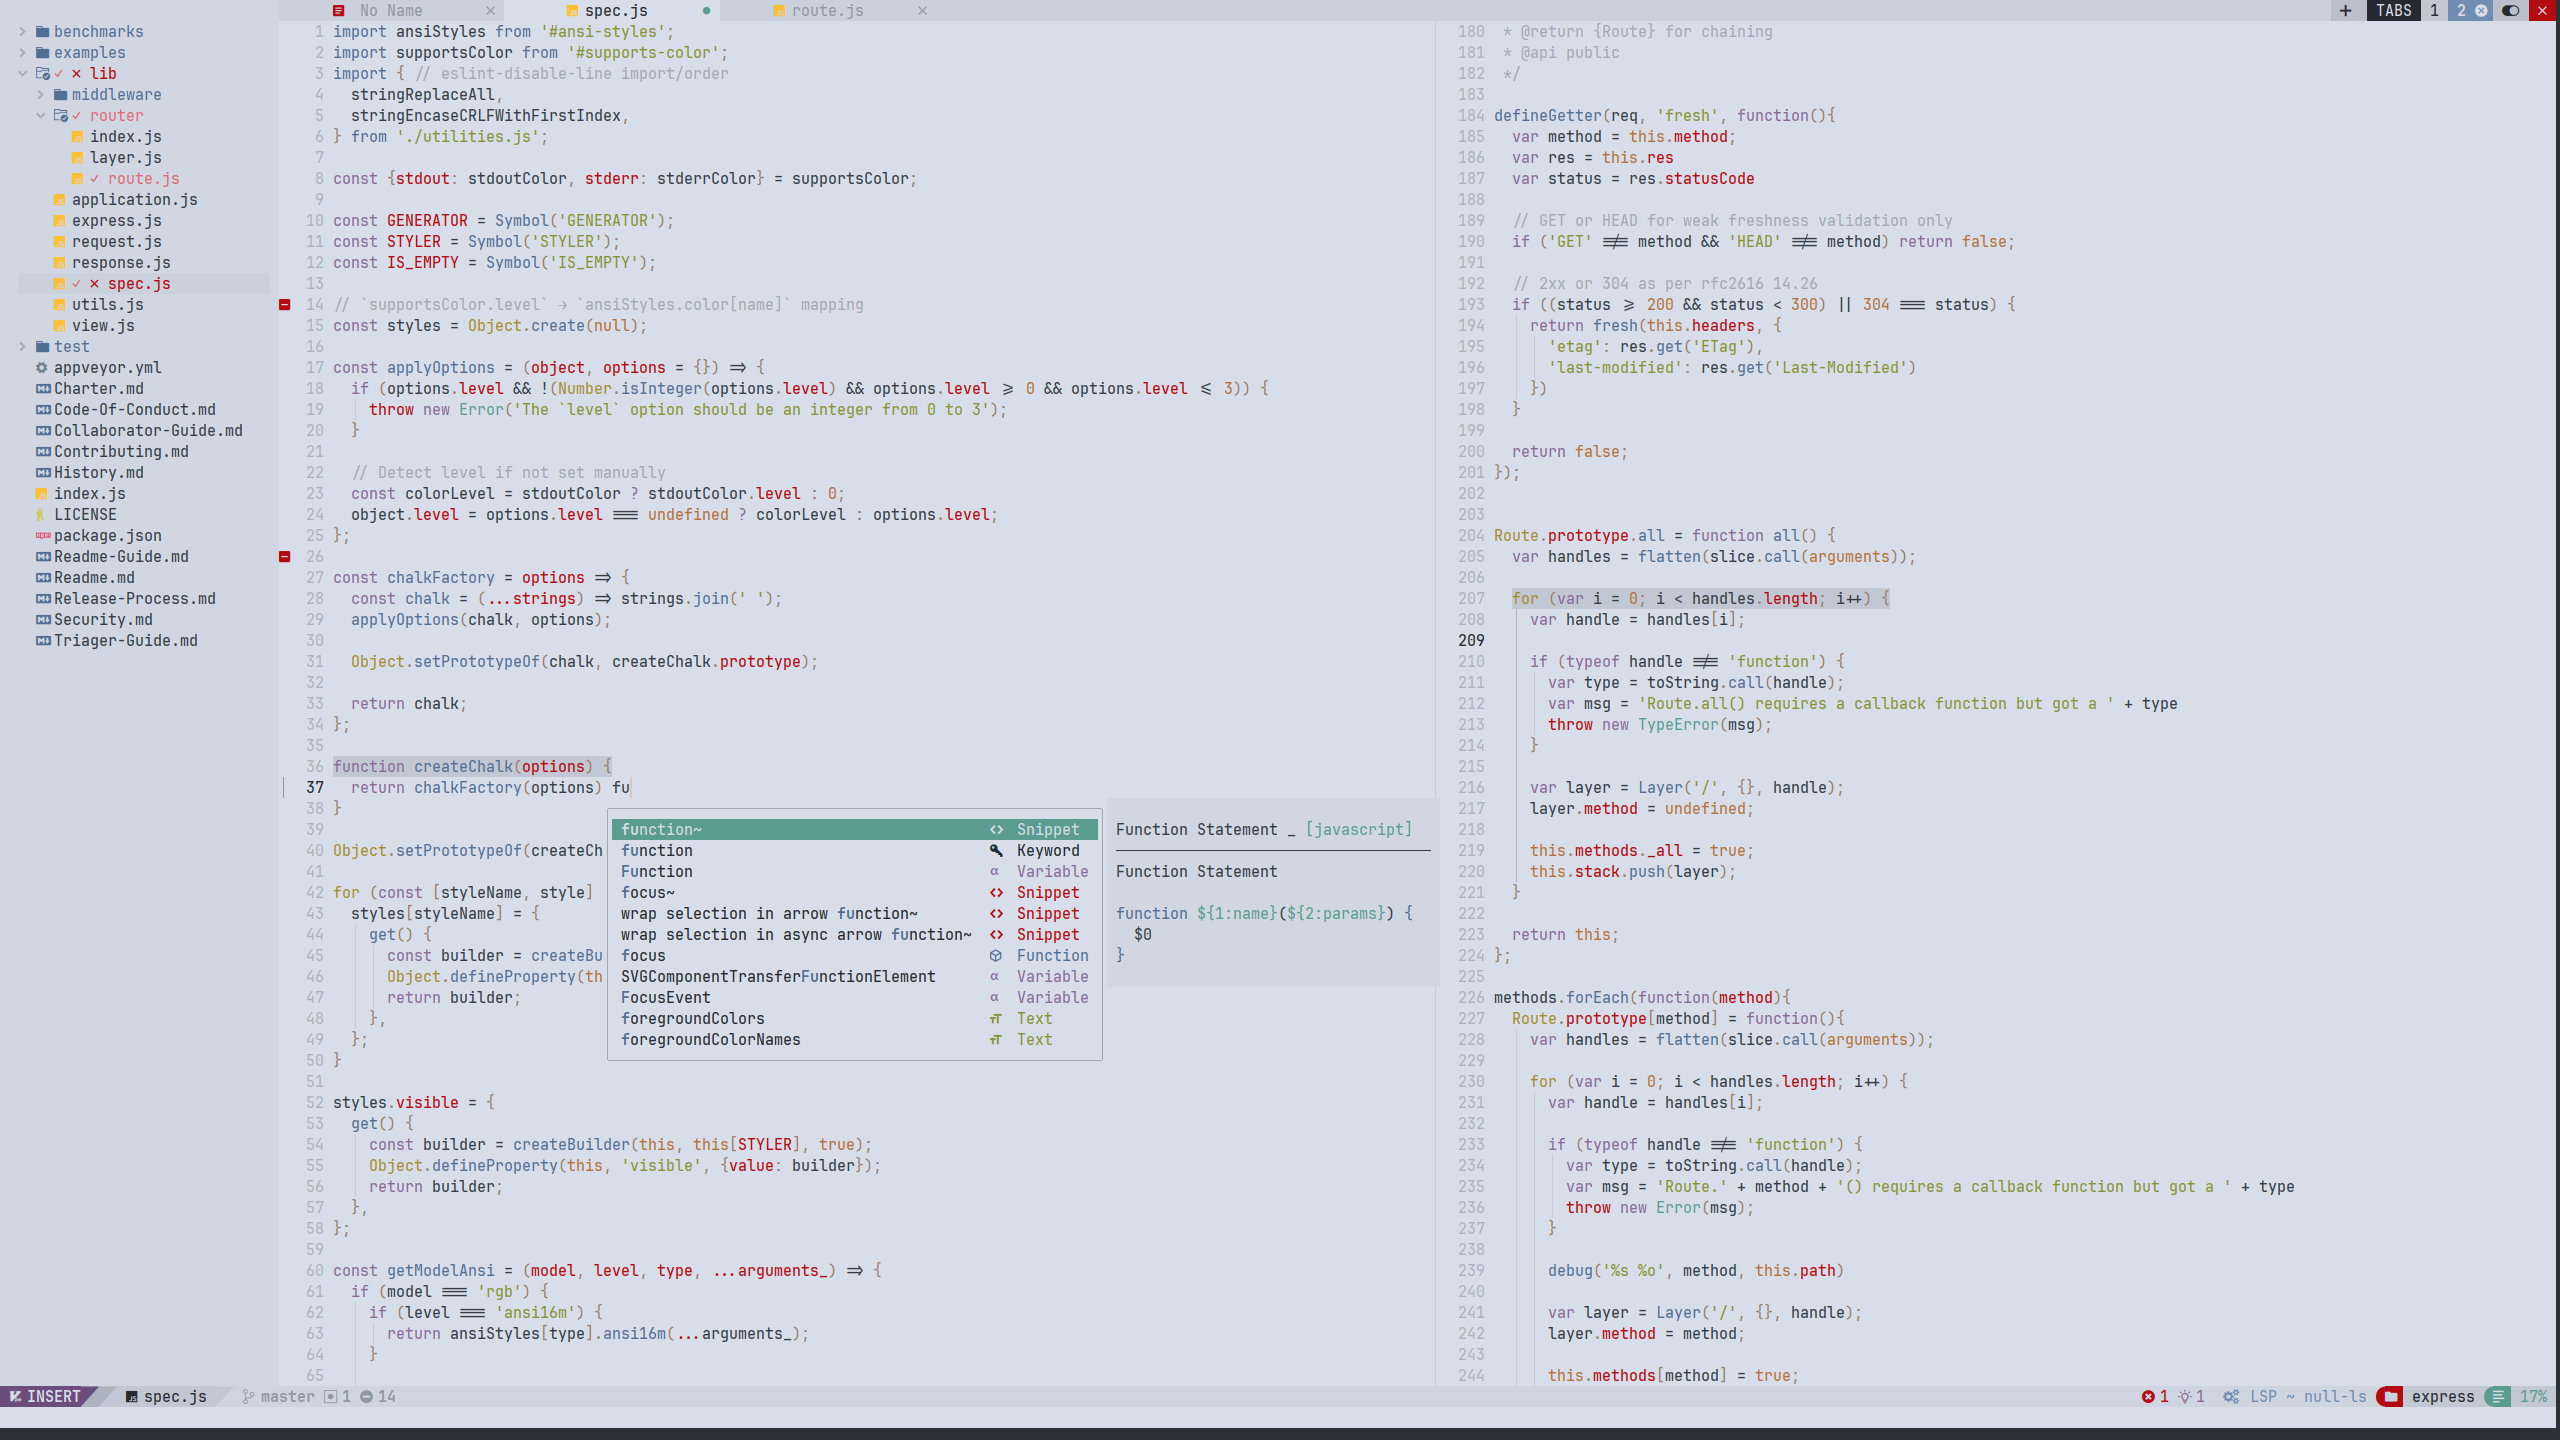 No Name ✕ spec.js ● route.js ✕ + TABS 1 2 ✕
benchmarks
examples
✓ ✕ lib
middleware
✓ router
index.js
layer.js
✓ route.js
application.js
express.js
request.js
response.js
✓ ✕ spec.js
utils.js
view.js
test
appveyor.yml
Charter.md
Code-Of-Conduct.md
Collaborator-Guide.md
Contributing.md
History.md
index.js
LICENSE
package.json
Readme-Guide.md
Readme.md
Release-Process.md
Security.md
Triager-Guide.md
1 import ansiStyles from '#ansi-styles';
2 import supportsColor from '#supports-color';
3 import { // eslint-disable-line import/order
4   stringReplaceAll,
5   stringEncaseCRLFWithFirstIndex,
6 } from './utilities.js';
7
8 const {stdout: stdoutColor, stderr: stderrColor} = supportsColor;
9
10 const GENERATOR = Symbol('GENERATOR');
11 const STYLER = Symbol('STYLER');
12 const IS_EMPTY = Symbol('IS_EMPTY');
13
14 // `supportsColor.level` → `ansiStyles.color[name]` mapping
15 const styles = Object.create(null);
16
17 const applyOptions = (object, options = {}) => {
18   if (options.level && !(Number.isInteger(options.level) && options.level >= 0 && options.level <= 3)) {
19     throw new Error('The `level` option should be an integer from 0 to 3');
20   }
21
22   // Detect level if not set manually
23   const colorLevel = stdoutColor ? stdoutColor.level : 0;
24   object.level = options.level === undefined ? colorLevel : options.level;
25 };
26
27 const chalkFactory = options => {
28   const chalk = (...strings) => strings.join(' ');
29   applyOptions(chalk, options);
30
31   Object.setPrototypeOf(chalk, createChalk.prototype);
32
33   return chalk;
34 };
35
36 function createChalk(options) {
37   return chalkFactory(options) fu
38 }
39
40 Object.setPrototypeOf(createCh
41
42 for (const [styleName, style]
43   styles[styleName] = {
44     get() {
45       const builder = createBu
46       Object.defineProperty(th
47       return builder;
48     },
49   };
50 }
51
52 styles.visible = {
53   get() {
54     const builder = createBuilder(this, this[STYLER], true);
55     Object.defineProperty(this, 'visible', {value: builder});
56     return builder;
57   },
58 };
59
60 const getModelAnsi = (model, level, type, ...arguments_) => {
61   if (model === 'rgb') {
62     if (level === 'ansi16m') {
63       return ansiStyles[type].ansi16m(...arguments_);
64     }
65
function~ Snippet
function Keyword
Function Variable
focus~ Snippet
wrap selection in arrow function~ Snippet
wrap selection in async arrow function~ Snippet
focus Function
SVGComponentTransferFunctionElement Variable
FocusEvent Variable
foregroundColors Text
foregroundColorNames Text
Function Statement _ [javascript]
Function Statement
function ${1:name}(${2:params}) {
  $0
}
180  * @return {Route} for chaining
181  * @api public
182  */
183
184 defineGetter(req, 'fresh', function(){
185   var method = this.method;
186   var res = this.res
187   var status = res.statusCode
188
189   // GET or HEAD for weak freshness validation only
190   if ('GET' !== method && 'HEAD' !== method) return false;
191
192   // 2xx or 304 as per rfc2616 14.26
193   if ((status >= 200 && status < 300) || 304 === status) {
194     return fresh(this.headers, {
195       'etag': res.get('ETag'),
196       'last-modified': res.get('Last-Modified')
197     })
198   }
199
200   return false;
201 });
202
203
204 Route.prototype.all = function all() {
205   var handles = flatten(slice.call(arguments));
206
207   for (var i = 0; i < handles.length; i++) {
208     var handle = handles[i];
209
210     if (typeof handle !== 'function') {
211       var type = toString.call(handle);
212       var msg = 'Route.all() requires a callback function but got a ' + type
213       throw new TypeError(msg);
214     }
215
216     var layer = Layer('/', {}, handle);
217     layer.method = undefined;
218
219     this.methods._all = true;
220     this.stack.push(layer);
221   }
222
223   return this;
224 };
225
226 methods.forEach(function(method){
227   Route.prototype[method] = function(){
228     var handles = flatten(slice.call(arguments));
229
230     for (var i = 0; i < handles.length; i++) {
231       var handle = handles[i];
232
233       if (typeof handle !== 'function') {
234         var type = toString.call(handle);
235         var msg = 'Route.' + method + '() requires a callback function but got a ' + type
236         throw new Error(msg);
237       }
238
239       debug('%s %o', method, this.path)
240
241       var layer = Layer('/', {}, handle);
242       layer.method = method;
243
244       this.methods[method] = true;
INSERT spec.js master 1 14 1 1 LSP ~ null-ls express 17%